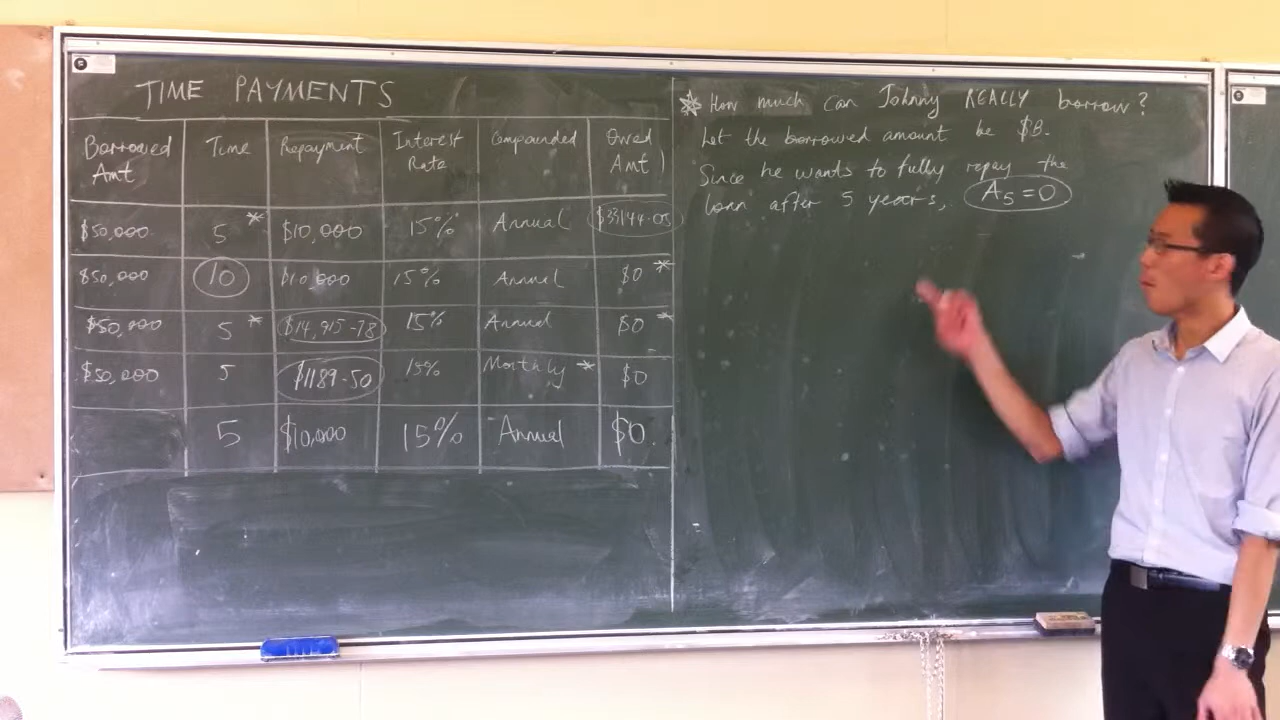 TIME PAYMENTS
Borrowed Amt Time Repayment Interest Rate Compounded Owed Amt
$50,000 5* $10,000 15% Annual $33144.05
$50,000 10 $10,000 15% Annual $0*
$50,000 5* $14,915-78 15% Annual $0*
$50,000 5 $1189-50 15% Monthly* $0
5 $10,000 15% Annual $0.
* How much can Johnny REALLY borrow?
Let the borrowed amount be $B.
Since he wants to fully repay the
loan after 5 years, A5=0